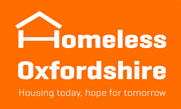 Homeless
Oxfordshire
Housing today, hope for tomorrow